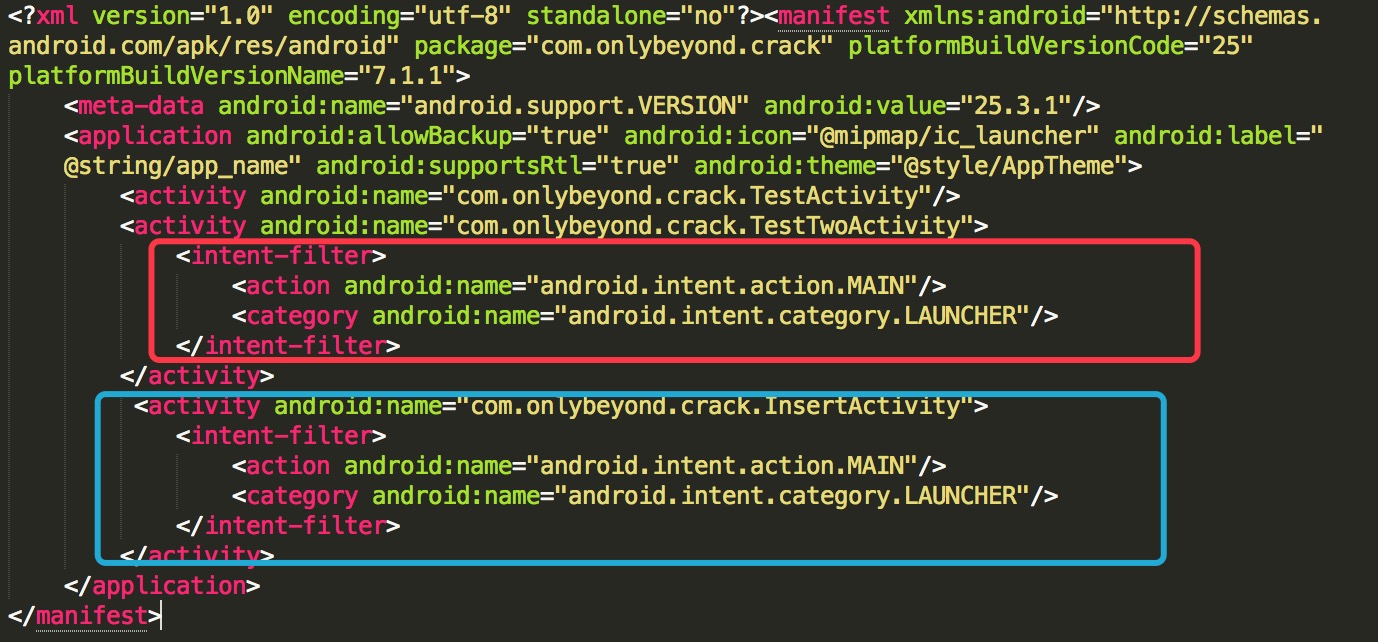 <?xml version="1.0" encoding="utf-8" standalone="no"?><manifest xmlns:android="http://schemas.
android.com/apk/res/android" package="com.onlybeyond.crack" platformBuildVersionCode="25"
platformBuildVersionName="7.1.1">
<meta-data android:name="android.support.VERSION" android:value="25.3.1"/>
<application android:allowBackup="true" android:icon="@mipmap/ic_launcher" android:label="
@string/app_name" android:supportsRtl="true" android:theme="@style/AppTheme">
<activity android:name="com.onlybeyond.crack.TestActivity"/>
<activity android:name="com.onlybeyond.crack.TestTwoActivity">
<intent-filter>
<action android:name="android.intent.action.MAIN"/>
<category android:name="android.intent.category.LAUNCHER"/>
</intent-filter>
</activity>
<activity android:name="com.onlybeyond.crack.InsertActivity">
<intent-filter>
<action android:name="android.intent.action.MAIN"/>
<category android:name="android.intent.category.LAUNCHER"/>
</intent-filter>
</activity>
</application>
</manifest>